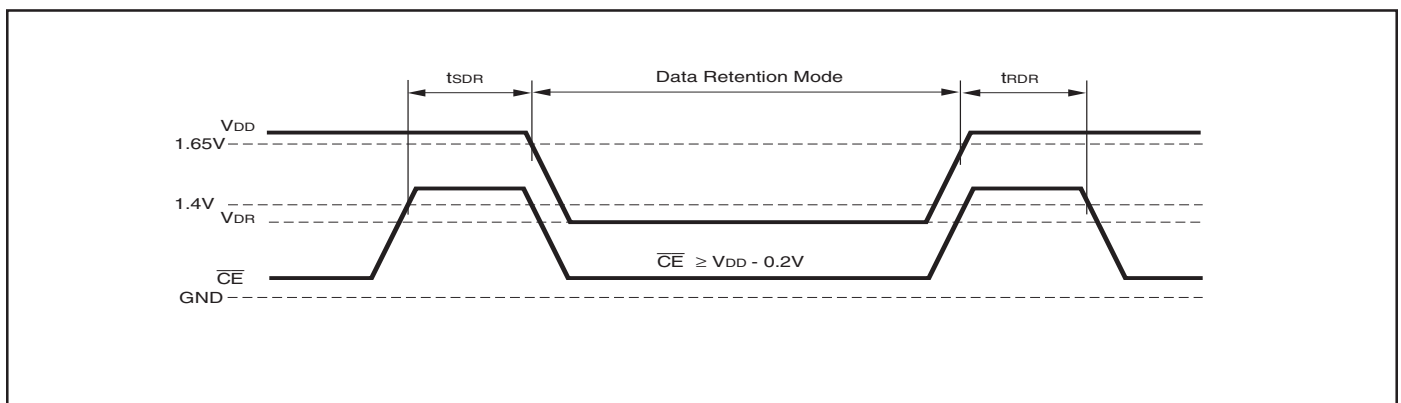 tSDR Data Retention Mode tRDR
VDD
1.65V
1.4V
VDR
CE ≥ VDD - 0.2V
CE
GND